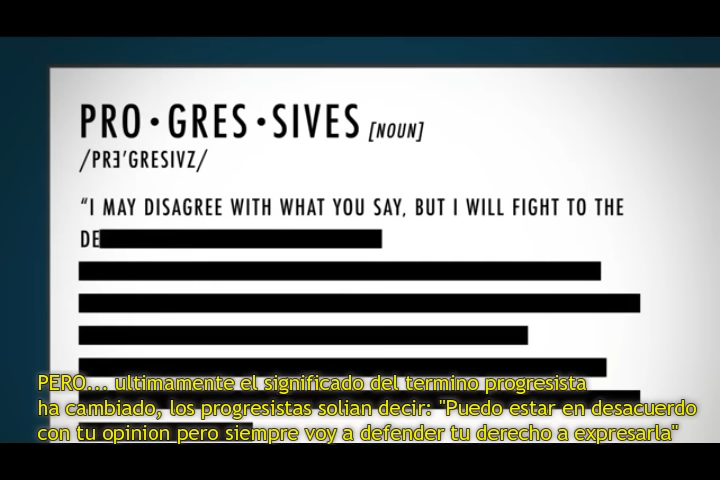 PRO·GRES·SIVES [NOUN]
/PRƎ'GRESIVZ/
"I MAY DISAGREE WITH WHAT YOU SAY, BUT I WILL FIGHT TO THE
DE
PERO... ultimamente el significado del termino progresista
ha cambiado, los progresistas solian decir: "Puedo estar en desacuerdo
con tu opinion pero siempre voy a defender tu derecho a expresarla"